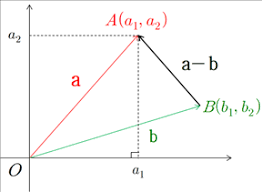 A(a₁, a₂)
a₂
a
a−b
B(b₁, b₂)
b
O
a₁